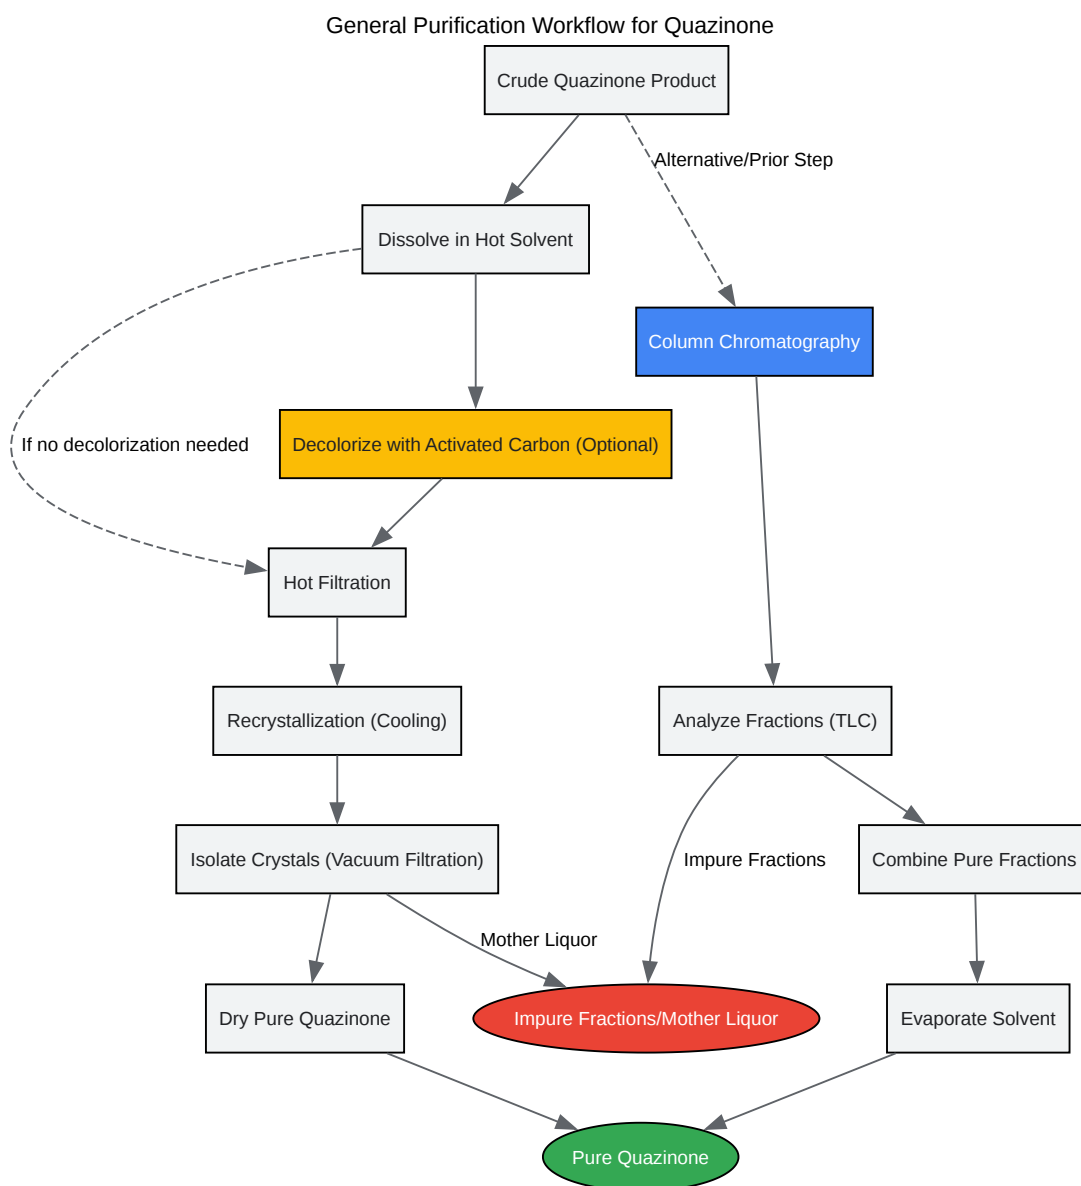 General Purification Workflow for Quazinone
Crude Quazinone Product
Alternative/Prior Step
Dissolve in Hot Solvent
Column Chromatography
If no decolorization needed
Decolorize with Activated Carbon (Optional)
Hot Filtration
Recrystallization (Cooling)
Analyze Fractions (TLC)
Isolate Crystals (Vacuum Filtration)
Impure Fractions
Combine Pure Fractions
Mother Liquor
Dry Pure Quazinone
Impure Fractions/Mother Liquor
Evaporate Solvent
Pure Quazinone